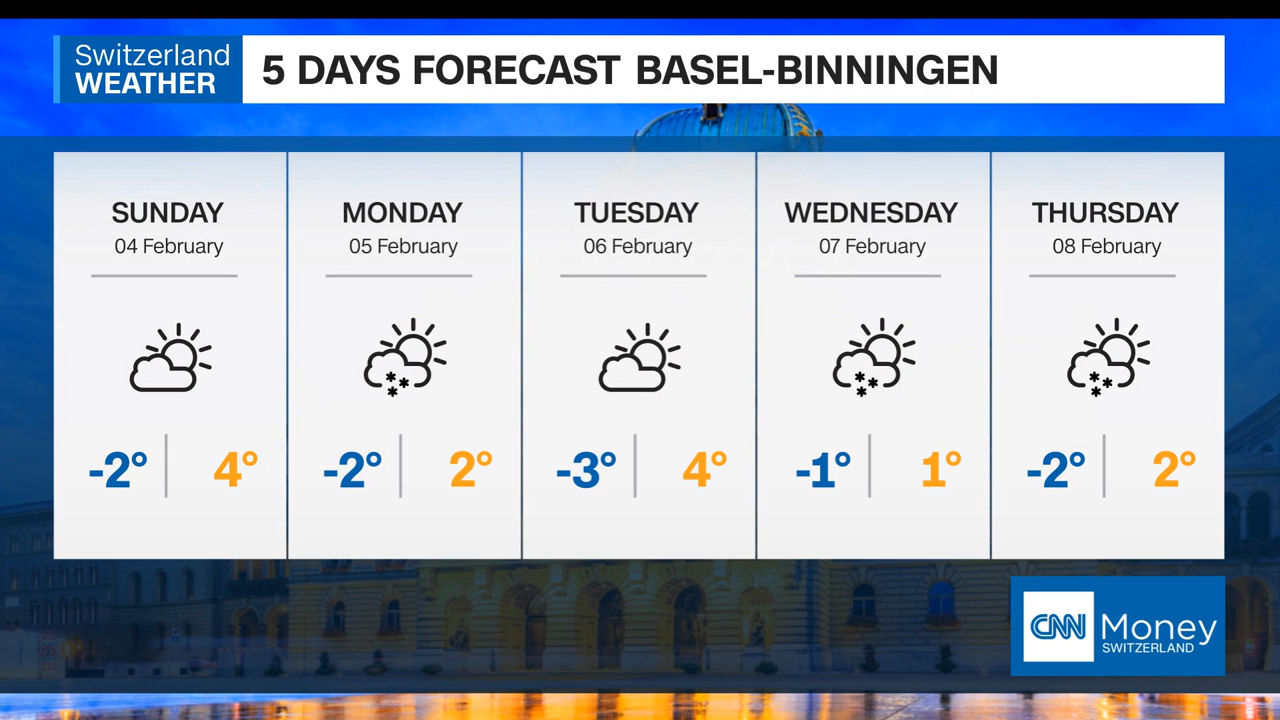 Switzerland
WEATHER
5 DAYS FORECAST BASEL-BINNINGEN
SUNDAY
04 February
-2° 4°
MONDAY
05 February
-2° 2°
TUESDAY
06 February
-3° 4°
WEDNESDAY
07 February
-1° 1°
THURSDAY
08 February
-2° 2°
CNN Money
SWITZERLAND